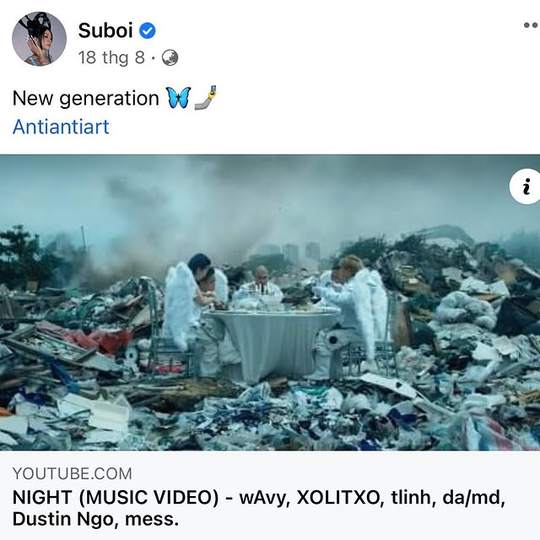 Suboi
18 thg 8 ·
New generation 🦋🤳
Antiantiart
i
YOUTUBE.COM
NIGHT (MUSIC VIDEO) - wAvy, XOLITXO, tlinh, da/md,
Dustin Ngo, mess.